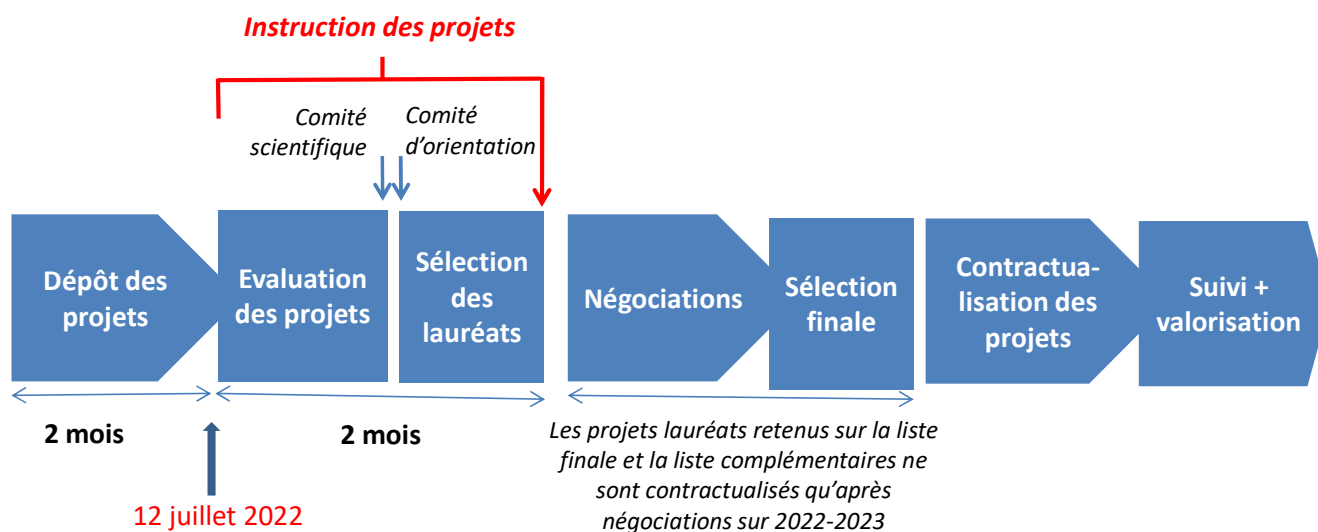 Instruction des projets
Comité
scientifique
Comité
d’orientation
Dépôt des
projets
Evaluation
des projets
Sélection
des
lauréats
Négociations
Sélection
finale
Contractua-
lisation des
projets
Suivi +
valorisation
2 mois
2 mois
12 juillet 2022
Les projets lauréats retenus sur la liste
finale et la liste complémentaires ne
sont contractualisés qu’après
négociations sur 2022-2023